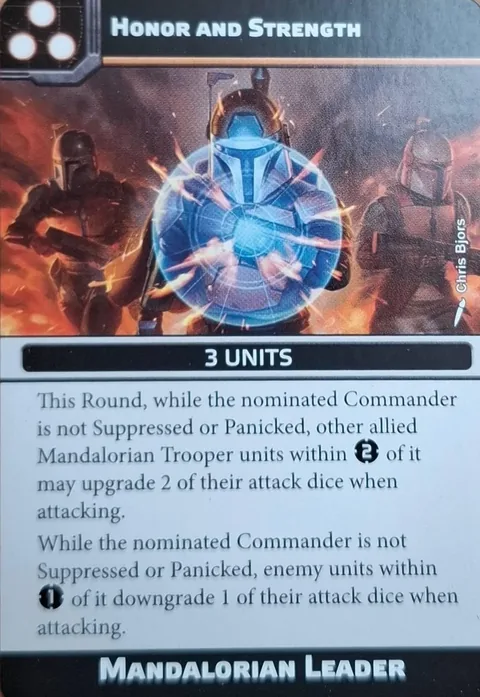 HONOR AND STRENGTH
Chris Bjors
3 UNITS
This Round, while the nominated Commander
is not Suppressed or Panicked, other allied
Mandalorian Trooper units within 2 of it
may upgrade 2 of their attack dice when
attacking.
While the nominated Commander is not
Suppressed or Panicked, enemy units within
1 of it downgrade 1 of their attack dice when
attacking.
MANDALORIAN LEADER